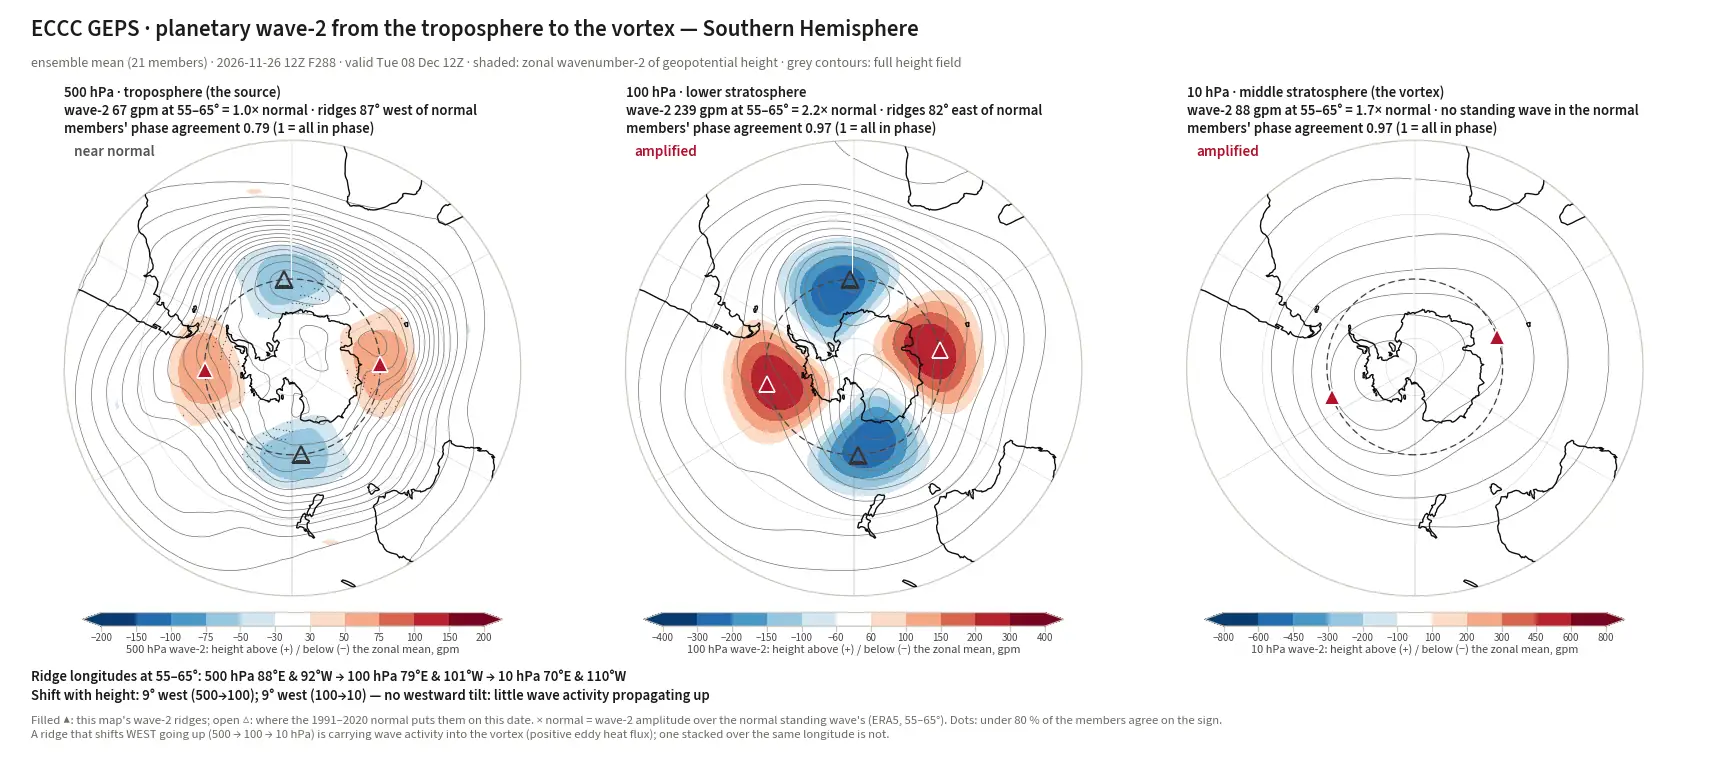 ECCC GEPS · planetary wave-2 from the troposphere to the vortex — Southern Hemisphere
ensemble mean (21 members) · 2026-11-26 12Z F288 · valid Tue 08 Dec 12Z · shaded: zonal wavenumber-2 of geopotential height · grey contours: full height field
500 hPa · troposphere (the source)
wave-2 67 gpm at 55–65° = 1.0× normal · ridges 87° west of normal
members' phase agreement 0.79 (1 = all in phase)
near normal
100 hPa · lower stratosphere
wave-2 239 gpm at 55–65° = 2.2× normal · ridges 82° east of normal
members' phase agreement 0.97 (1 = all in phase)
amplified
10 hPa · middle stratosphere (the vortex)
wave-2 88 gpm at 55–65° = 1.7× normal · no standing wave in the normal
members' phase agreement 0.97 (1 = all in phase)
amplified
−200 −150 −100 −75 −50 −30 30 50 75 100 150 200
500 hPa wave-2: height above (+) / below (−) the zonal mean, gpm
−400 −300 −200 −150 −100 −60 60 100 150 200 300 400
100 hPa wave-2: height above (+) / below (−) the zonal mean, gpm
−800 −600 −450 −300 −200 −100 100 200 300 450 600 800
10 hPa wave-2: height above (+) / below (−) the zonal mean, gpm
Ridge longitudes at 55–65°: 500 hPa 88°E & 92°W → 100 hPa 79°E & 101°W → 10 hPa 70°E & 110°W
Shift with height: 9° west (500→100); 9° west (100→10) — no westward tilt: little wave activity propagating up
Filled ▲: this map's wave-2 ridges; open △: where the 1991–2020 normal puts them on this date. × normal = wave-2 amplitude over the normal standing wave's (ERA5, 55–65°). Dots: under 80 % of the members agree on the sign.
A ridge that shifts WEST going up (500 → 100 → 10 hPa) is carrying wave activity into the vortex (positive eddy heat flux); one stacked over the same longitude is not.